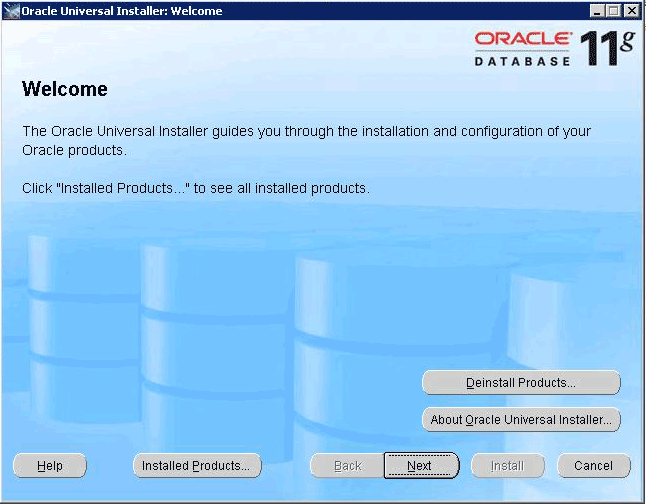 Oracle Universal Installer: Welcome
ORACLE
DATABASE 11g
Welcome
The Oracle Universal Installer guides you through the installation and configuration of your
Oracle products.
Click "Installed Products..." to see all installed products.
Deinstall Products...
About Oracle Universal Installer...
Help
Installed Products...
Back
Next
Install
Cancel